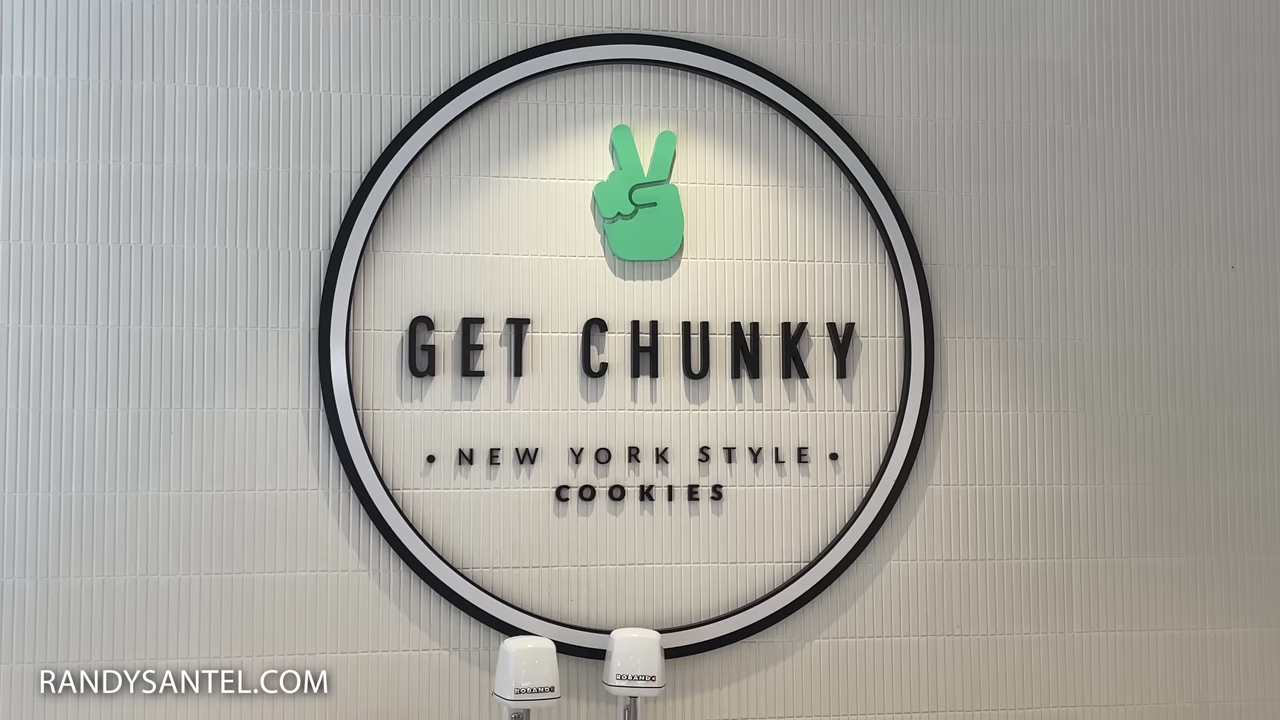 GET CHUNKY
• NEW YORK STYLE •
COOKIES
ROBAND
ROBAND
RANDYSANTEL.COM